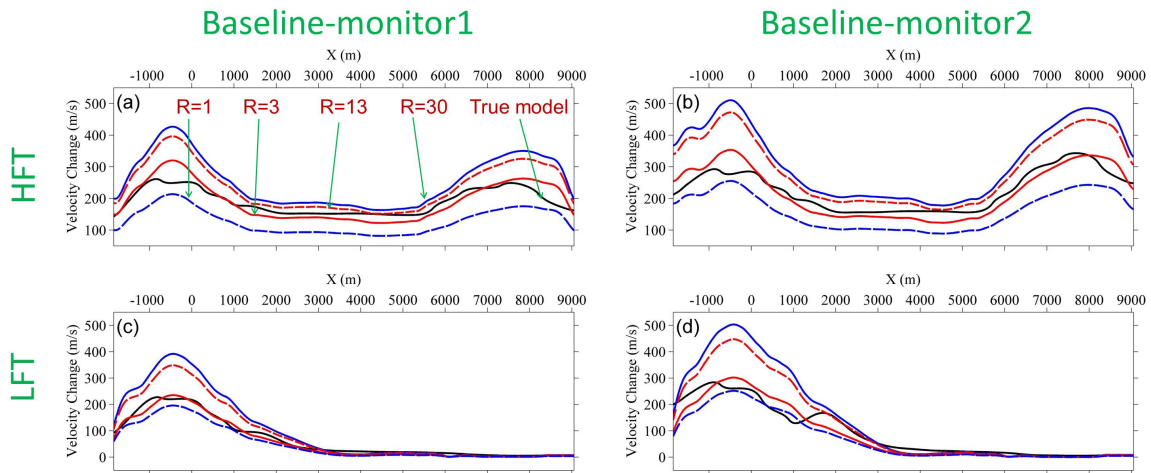 Baseline-monitor1 Baseline-monitor2
X (m) X (m)
-1000 0 1000 2000 3000 4000 5000 6000 7000 8000 9000 -1000 0 1000 2000 3000 4000 5000 6000 7000 8000 9000
HFT
Velocity Change (m/s)
500
400
300
200
100
(a) R=1 R=3 R=13 R=30 True model
Velocity Change (m/s)
500
400
300
200
100
(b)
X (m) X (m)
-1000 0 1000 2000 3000 4000 5000 6000 7000 8000 9000 -1000 0 1000 2000 3000 4000 5000 6000 7000 8000 9000
LFT
Velocity Change (m/s)
500
400
300
200
100
0
(c)
Velocity Change (m/s)
500
400
300
200
100
0
(d)